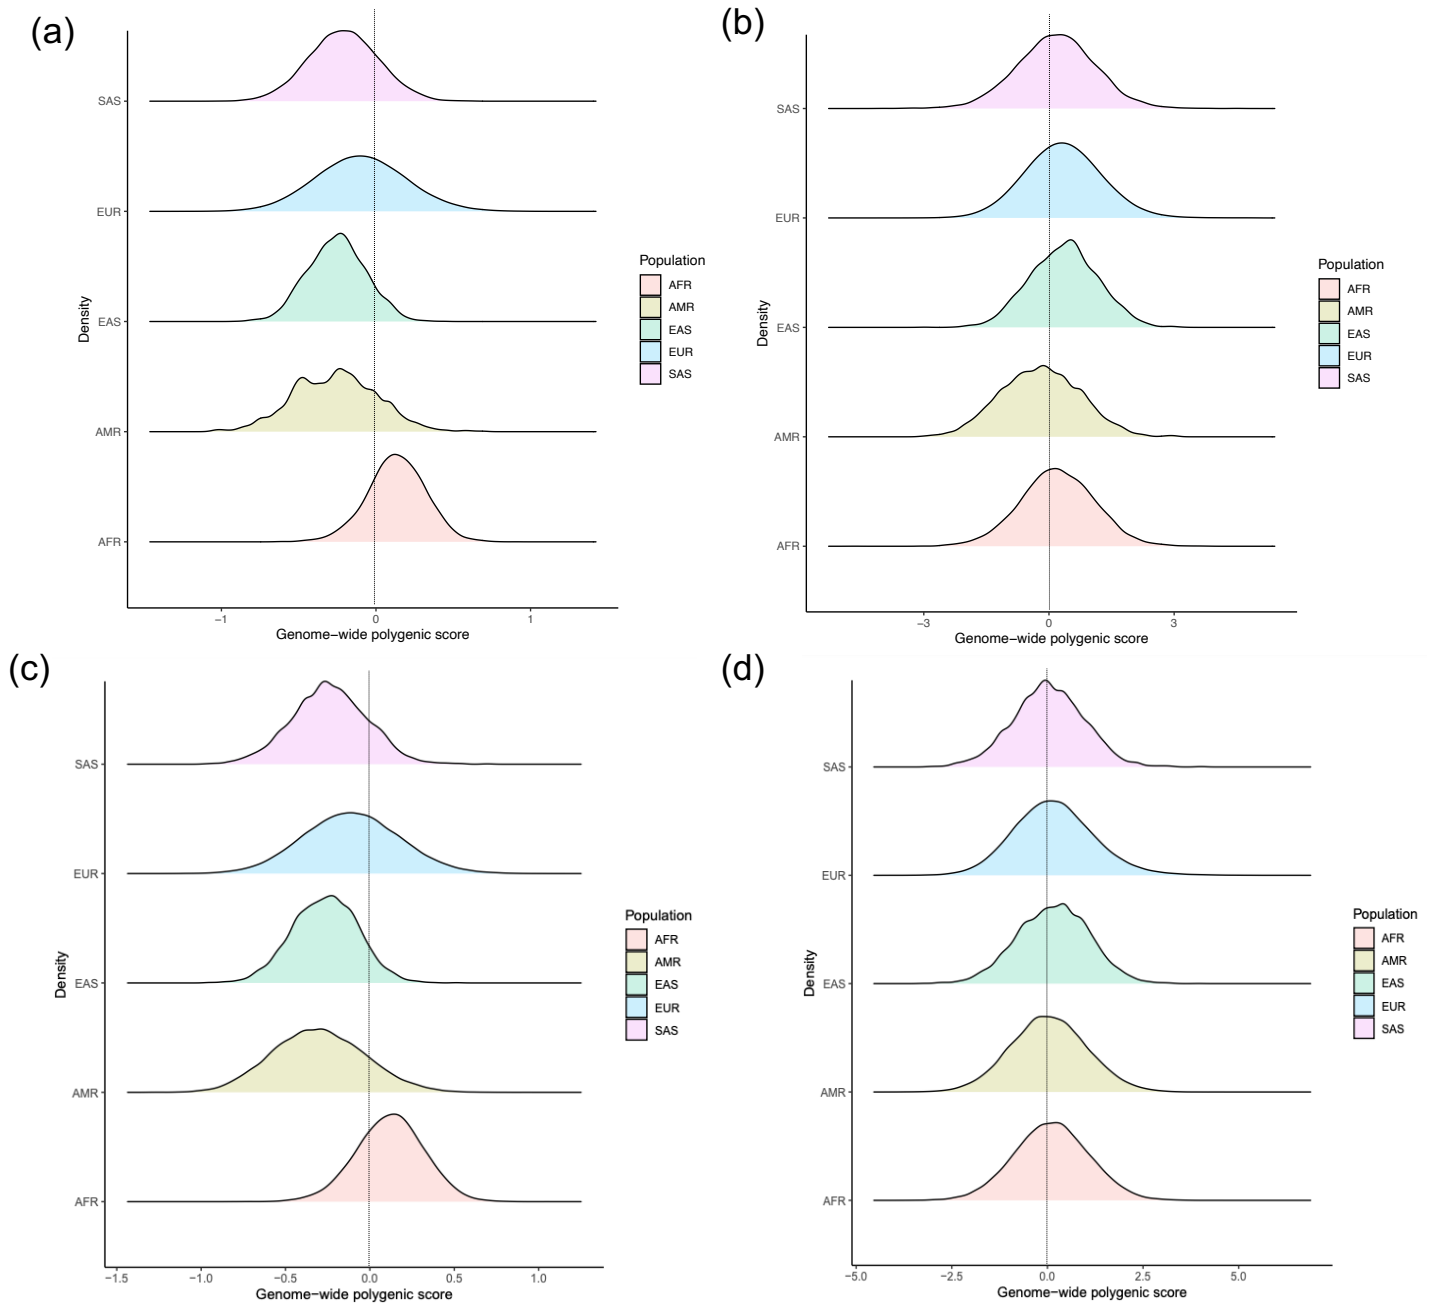 (a)
SAS
EUR
EAS
AMR
AFR
Density
−1
0
1
Genome−wide polygenic score
Population
AFR
AMR
EAS
EUR
SAS
(b)
SAS
EUR
EAS
AMR
AFR
Density
−3
0
3
Genome−wide polygenic score
Population
AFR
AMR
EAS
EUR
SAS
(c)
SAS
EUR
EAS
AMR
AFR
Density
−1.5
−1.0
−0.5
0.0
0.5
1.0
Genome−wide polygenic score
Population
AFR
AMR
EAS
EUR
SAS
(d)
SAS
EUR
EAS
AMR
AFR
Density
−5.0
−2.5
0.0
2.5
5.0
Genome−wide polygenic score
Population
AFR
AMR
EAS
EUR
SAS